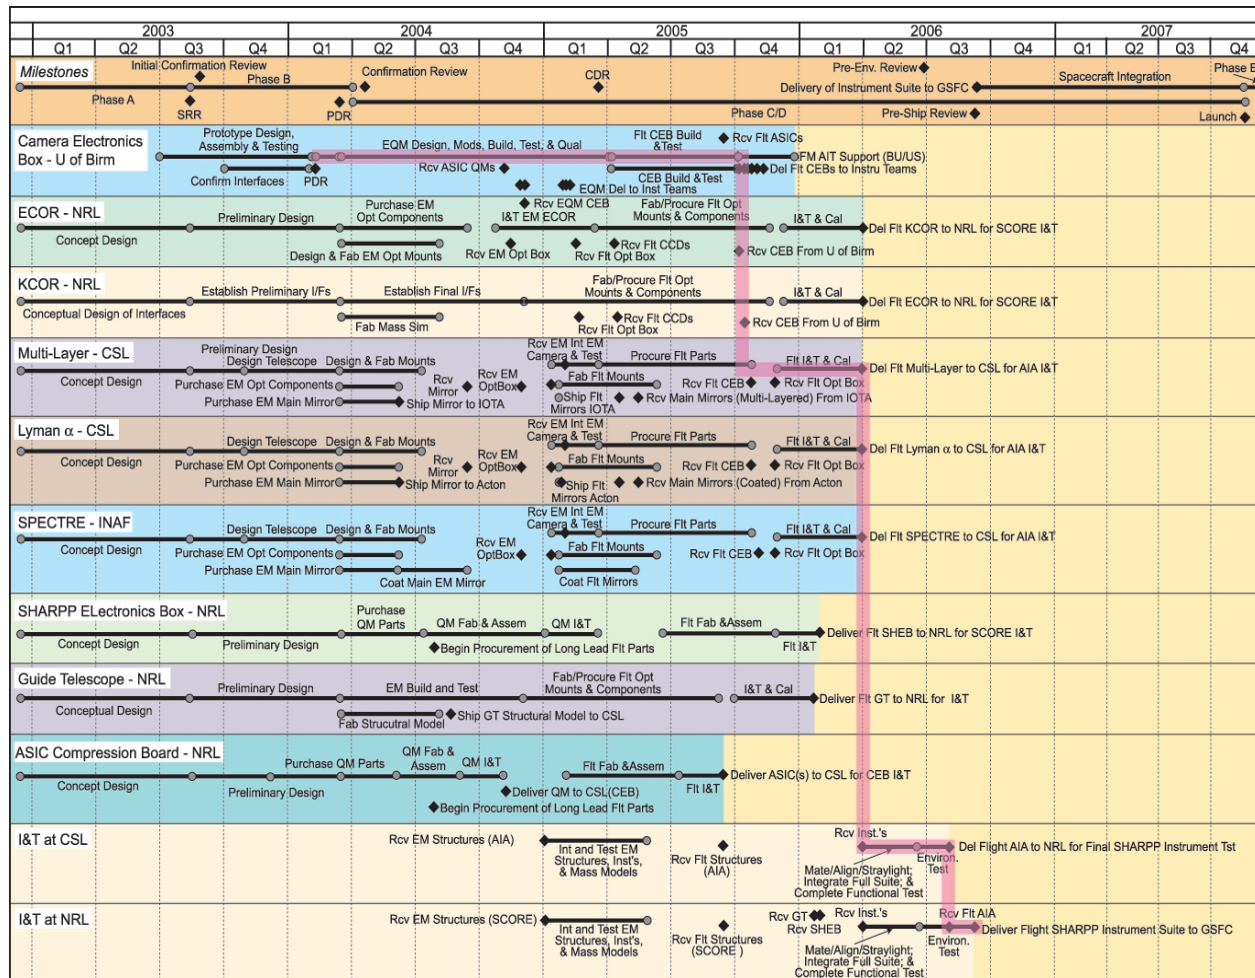 2003 2004 2005 2006 2007
Q1 Q2 Q3 Q4 Q1 Q2 Q3 Q4 Q1 Q2 Q3 Q4 Q1 Q2 Q3 Q4 Q1 Q2 Q3 Q4
Milestones
Initial Confirmation Review
Phase B
Confirmation Review
CDR
Pre-Env. Review
Delivery of Instrument Suite to GSFC
Spacecraft Integration
Phase E
Phase A
SRR
PDR
Phase C/D
Pre-Ship Review
Launch
Camera Electronics
Box - U of Birm
Prototype Design,
Assembly & Testing
EQM Design, Mods, Build, Test, & Qual
Flt CEB Build
&Test
Rcv Flt ASICs
FM AIT Support (BU/US)
Confirm Interfaces
PDR
Rcv ASIC QMs
CEB Build &Test
Del Flt CEBs to Instru Teams
EQM Del to Inst Teams
Rcv EQM CEB
ECOR - NRL
Preliminary Design
Purchase EM
Opt Components
I&T EM ECOR
Fab/Procure Flt Opt
Mounts & Components
I&T & Cal
Del Flt KCOR to NRL for SCORE I&T
Concept Design
Design & Fab EM Opt Mounts
Rcv EM Opt Box
Rcv Flt CCDs
Rcv Flt Opt Box
Rcv CEB From U of Birm
KCOR - NRL
Establish Preliminary I/Fs
Establish Final I/Fs
Fab/Procure Flt Opt
Mounts & Components
I&T & Cal
Del Flt ECOR to NRL for SCORE I&T
Conceptual Design of Interfaces
Fab Mass Sim
Rcv Flt CCDs
Rcv Flt Opt Box
Rcv CEB From U of Birm
Multi-Layer - CSL
Preliminary Design
Design Telescope
Design & Fab Mounts
Rcv EM Int EM
Camera & Test
Procure Flt Parts
Flt I&T & Cal
Del Flt Multi-Layer to CSL for AIA I&T
Concept Design
Purchase EM Opt Components
Rcv
Mirror
Rcv EM
OptBox
Fab Flt Mounts
Rcv Flt CEB
Rcv Flt Opt Box
Purchase EM Main Mirror
Ship Mirror to IOTA
Ship Flt
Mirrors IOTA
Rcv Main Mirrors (Multi-Layered) From IOTA
Lyman α - CSL
Design Telescope
Design & Fab Mounts
Rcv EM Int EM
Camera & Test
Procure Flt Parts
Flt I&T & Cal
Del Flt Lyman α to CSL for AIA I&T
Concept Design
Purchase EM Opt Components
Rcv
Mirror
Rcv EM
OptBox
Fab Flt Mounts
Rcv Flt CEB
Rcv Flt Opt Box
Purchase EM Main Mirror
Ship Mirror to Acton
Ship Flt
Mirrors Acton
Rcv Main Mirrors (Coated) From Acton
SPECTRE - INAF
Design Telescope
Design & Fab Mounts
Rcv EM Int EM
Camera & Test
Procure Flt Parts
Flt I&T & Cal
Del Flt SPECTRE to CSL for AIA I&T
Concept Design
Purchase EM Opt Components
Rcv EM
OptBox
Fab Flt Mounts
Rcv Flt CEB
Rcv Flt Opt Box
Purchase EM Main Mirror
Coat Main EM Mirror
Coat Flt Mirrors
SHARPP ELectronics Box - NRL
Purchase
QM Parts
QM Fab & Assem
QM I&T
Flt Fab &Assem
Deliver Flt SHEB to NRL for SCORE I&T
Concept Design
Preliminary Design
Begin Procurement of Long Lead Flt Parts
Flt I&T
Guide Telescope - NRL
Preliminary Design
EM Build and Test
Fab/Procure Flt Opt
Mounts & Components
I&T & Cal
Deliver Flt GT to NRL for I&T
Conceptual Design
Fab Strucutral Model
Ship GT Structural Model to CSL
ASIC Compression Board - NRL
Purchase QM Parts
QM Fab &
Assem
QM I&T
Flt Fab &Assem
Deliver ASIC(s) to CSL for CEB I&T
Concept Design
Preliminary Design
Deliver QM to CSL(CEB)
Flt I&T
Begin Procurement of Long Lead Flt Parts
I&T at CSL
Rcv EM Structures (AIA)
Int and Test EM
Structures, Inst's,
& Mass Models
Rcv Flt Structures
(AIA)
Rcv Inst.'s
Del Flight AIA to NRL for Final SHARPP Instrument Tst
Mate/Align/Straylight;
Integrate Full Suite; &
Complete Functional Test
Environ.
Test
I&T at NRL
Rcv EM Structures (SCORE)
Int and Test EM
Structures, Inst's,
& Mass Models
Rcv Flt Structures
(SCORE )
Rcv GT
Rcv SHEB
Rcv Inst.'s
Rcv Flt AIA
Deliver Flight SHARPP Instrument Suite to GSFC
Mate/Align/Straylight;
Integrate Full Suite; &
Complete Functional Test
Environ.
Test